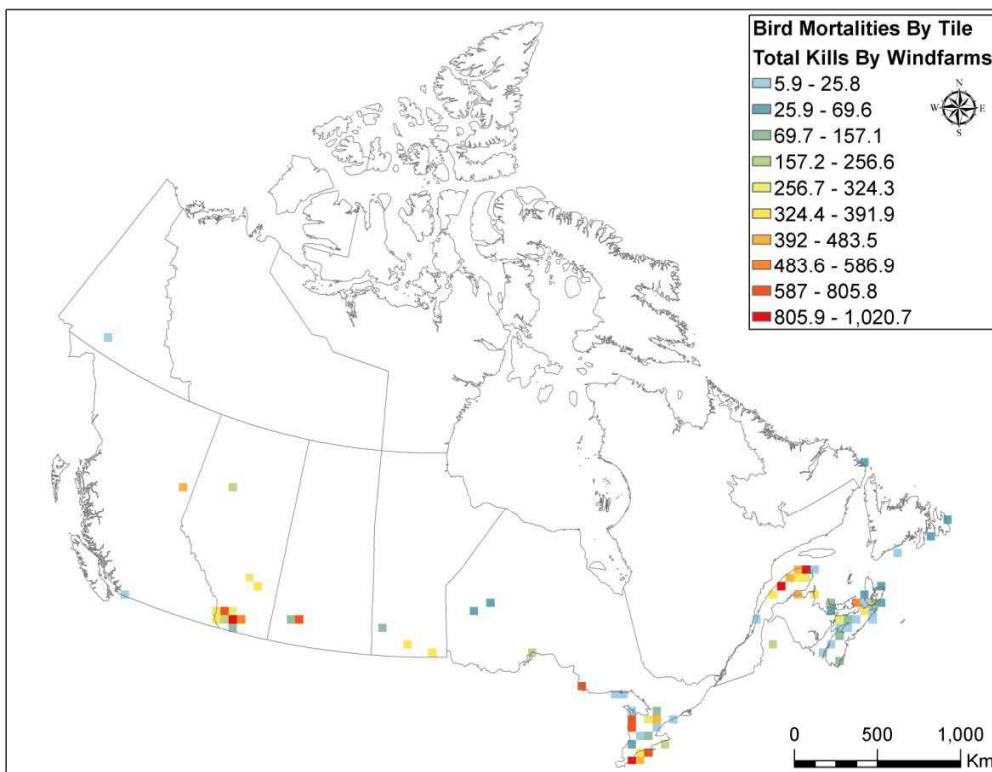 Bird Mortalities By Tile
Total Kills By Windfarms
5.9 - 25.8
25.9 - 69.6
69.7 - 157.1
157.2 - 256.6
256.7 - 324.3
324.4 - 391.9
392 - 483.5
483.6 - 586.9
587 - 805.8
805.9 - 1,020.7
N
W E
S
0 500 1,000
Km